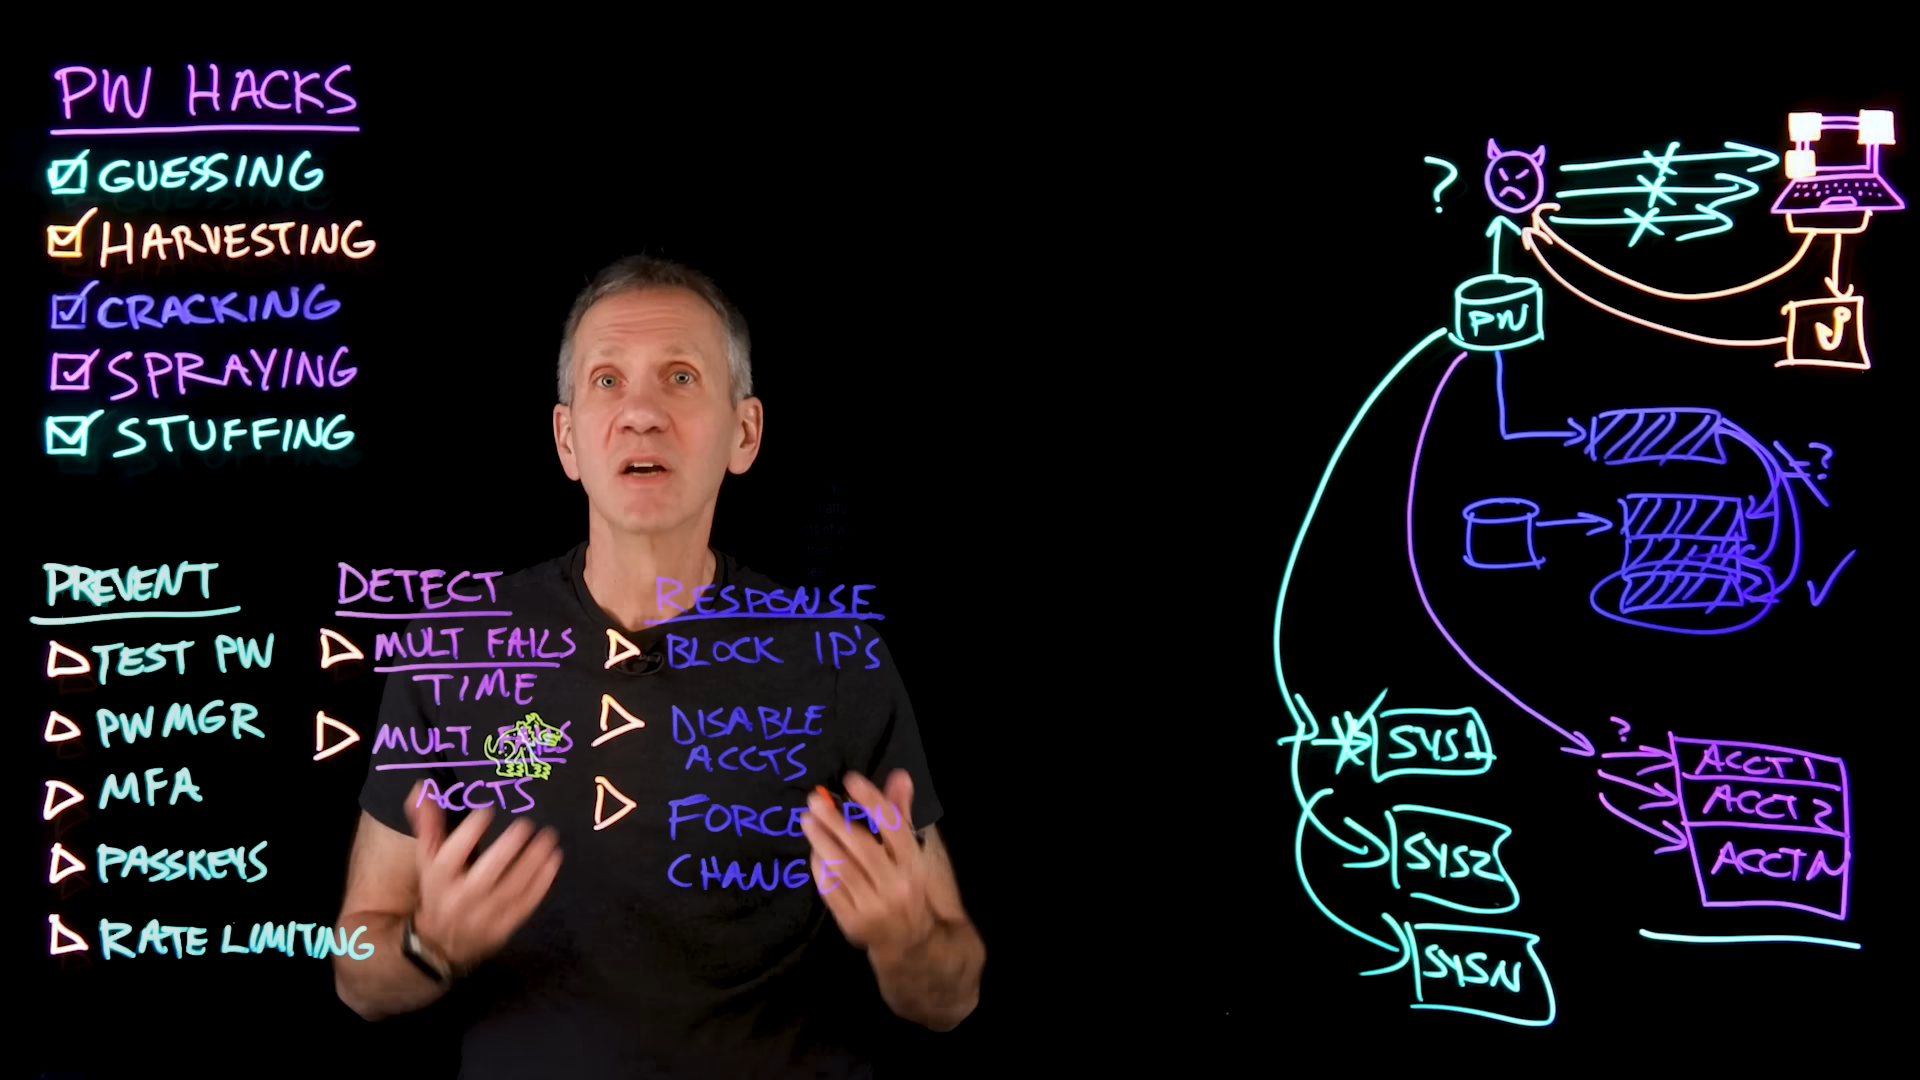 PW HACKS
GUESSING
HARVESTING
CRACKING
SPRAYING
STUFFING
PREVENT
TEST PW
PW MGR
MFA
PASSKEYS
RATE LIMITING
DETECT
MULT FAILS
TIME
MULT FAILS
ACCTS
RESPONSE
BLOCK IP's
DISABLE
ACCTS
FORCE PW
CHANGE
?
PW
?
SYS1
SYS2
SYSN
?
ACCT 1
ACCT 2
ACCT N